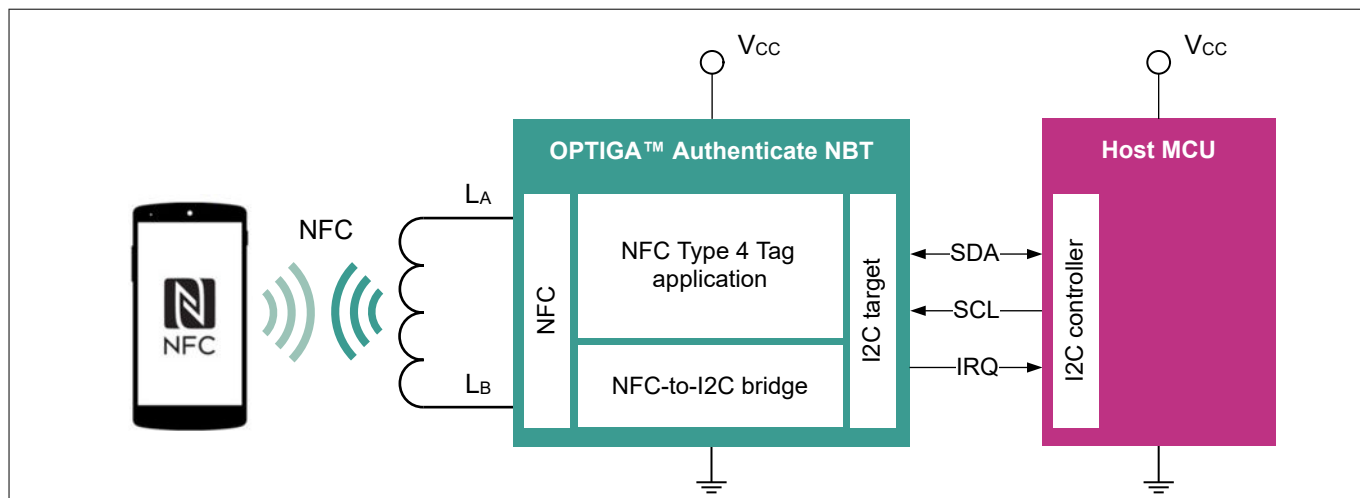 VCC
VCC
OPTIGA™ Authenticate NBT
Host MCU
LA
NFC
NFC
LB
NFC
NFC Type 4 Tag
application
NFC-to-I2C bridge
I2C target
SDA
SCL
IRQ
I2C controller